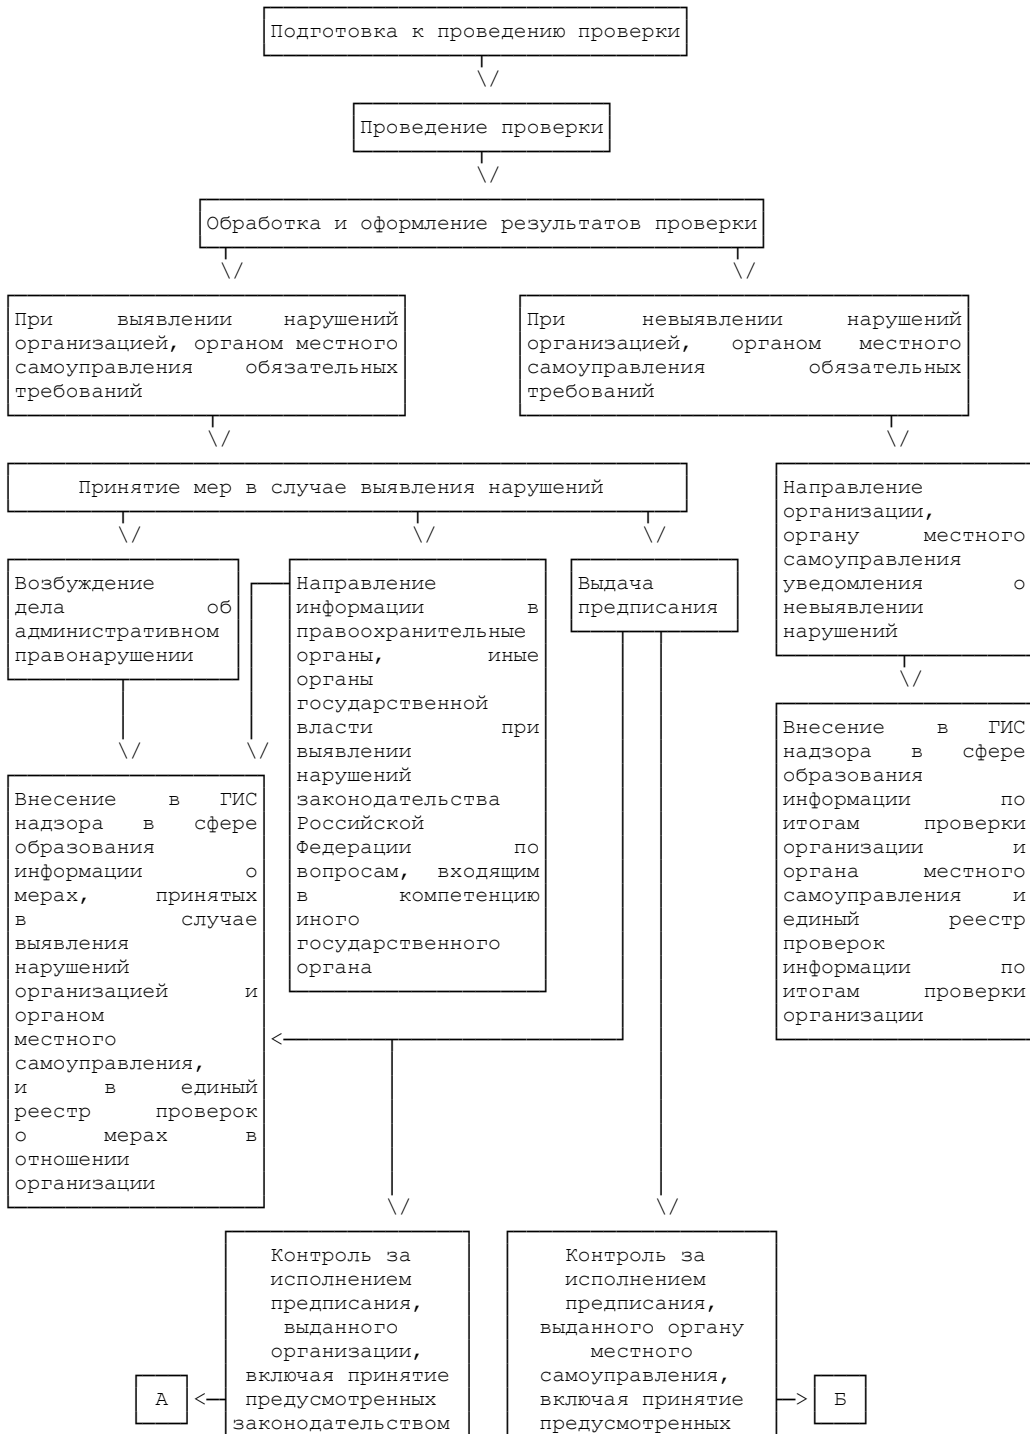 Подготовка к проведению проверки
Проведение проверки
Обработка и оформление результатов проверки
При выявлении нарушений
организацией, органом местного
самоуправления обязательных
требований
При невыявлении нарушений
организацией, органом местного
самоуправления обязательных
требований
Принятие мер в случае выявления нарушений
Направление
организации,
органу местного
самоуправления
уведомления о
невыявлении
нарушений
Возбуждение
дела об
административном
правонарушении
Направление
информации в
правоохранительные
органы, иные
органы
государственной
власти при
выявлении
нарушений
законодательства
Российской
Федерации по
вопросам, входящим
в компетенцию
иного
государственного
органа
Выдача
предписания
Внесение в ГИС
надзора в сфере
образования
информации по
итогам проверки
организации и
органа местного
самоуправления и
единый реестр
проверок
информации по
итогам проверки
организации
Внесение в ГИС
надзора в сфере
образования
информации о
мерах, принятых
в случае
выявления
нарушений
организацией и
органом
местного
самоуправления,
и в единый
реестр проверок
о мерах в
отношении
организации
Контроль за
исполнением
предписания,
выданного
организации,
включая принятие
предусмотренных
законодательством
Контроль за
исполнением
предписания,
выданного органу
местного
самоуправления,
включая принятие
предусмотренных
А
Б